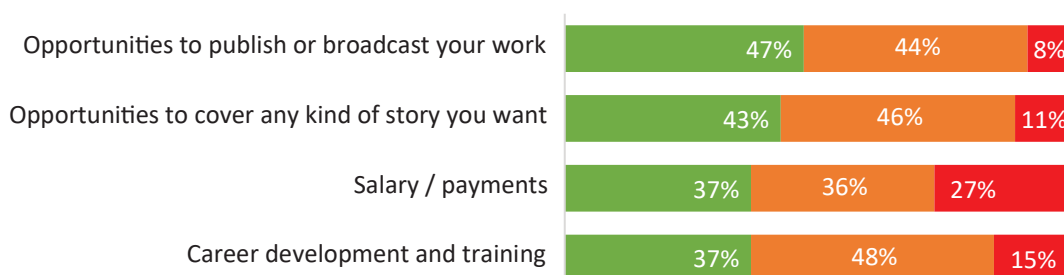 Opportunities to publish or broadcast your work 47% 44% 8%
Opportunities to cover any kind of story you want 43% 46% 11%
Salary / payments 37% 36% 27%
Career development and training 37% 48% 15%